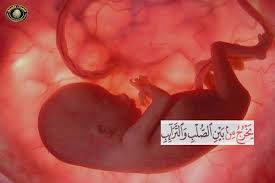 يَخْرُجُ مِنْ بَيْنِ الصُّلْبِ وَالتَّرَائِبِ